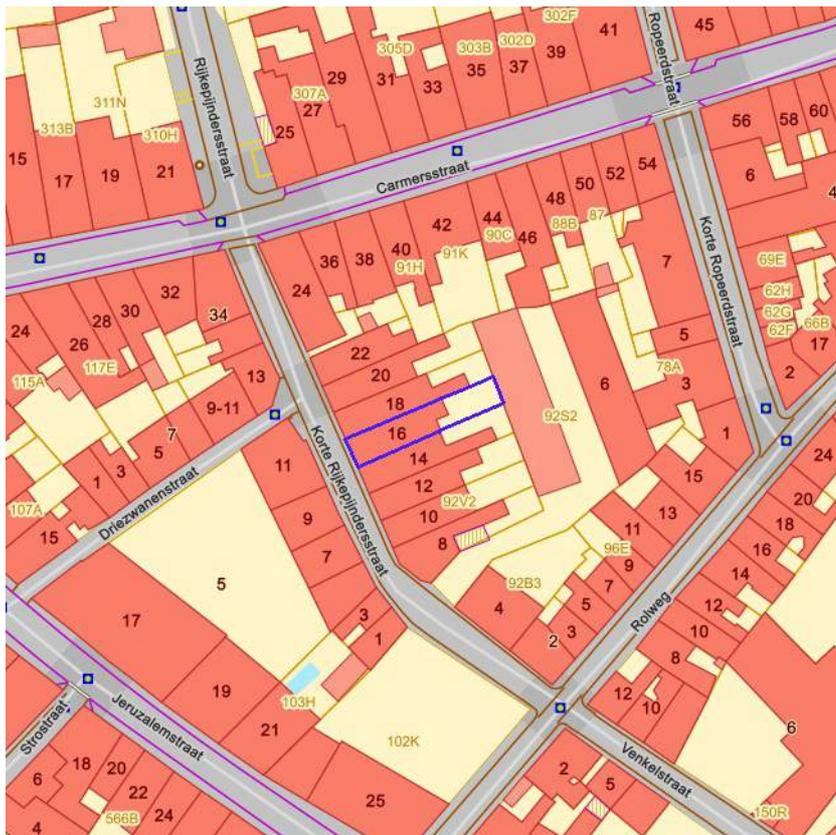 302F
305D
303B
302D
41
Ropeerdstraat
45
29
31
33
35
37
39
311N
313B
310H
307A
27
25
Rijkepijndersstraat
15
17
19
21
Carmersstraat
56
58
60
6
4
54
52
50
48
88B
87
44
90C
46
42
91K
40
91H
38
36
24
7
Korte Ropeerdstraat
69E
62H
62G
62F
66B
17
2
32
34
30
28
26
24
117E
115A
13
9-11
7
5
3
1
107A
15
Driezwanenstraat
22
20
18
16
14
12
10
8
92V2
92S2
6
5
78A
3
1
11
9
7
Korte Rijkepijndersstraat
5
3
1
15
13
11
96E
9
7
5
3
2
4
92B3
24
20
18
16
14
12
10
8
Rolweg
12
10
6
17
19
21
103H
102K
25
Jeruzalemstraat
Strostraat
6
4
18
20
22
24
566B
2
5
Venkelstraat
150R